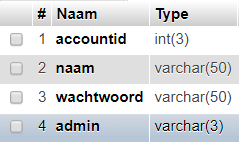 # Naam Type
1 accountid int(3)
2 naam varchar(50)
3 wachtwoord varchar(50)
4 admin varchar(3)